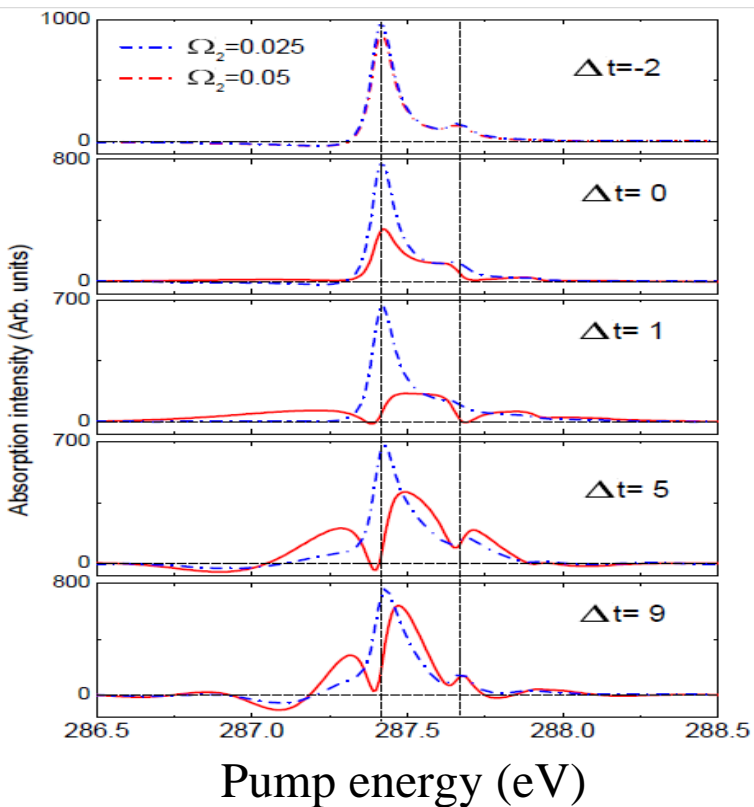 1000
Ω₂=0.025
Ω₂=0.05
Δt=-2
0
800
Δt= 0
0
700
Δt= 1
0
700
Δt= 5
0
800
Δt= 9
0
286.5 287.0 287.5 288.0 288.5
Absorption intensity (Arb. units)
Pump energy (eV)